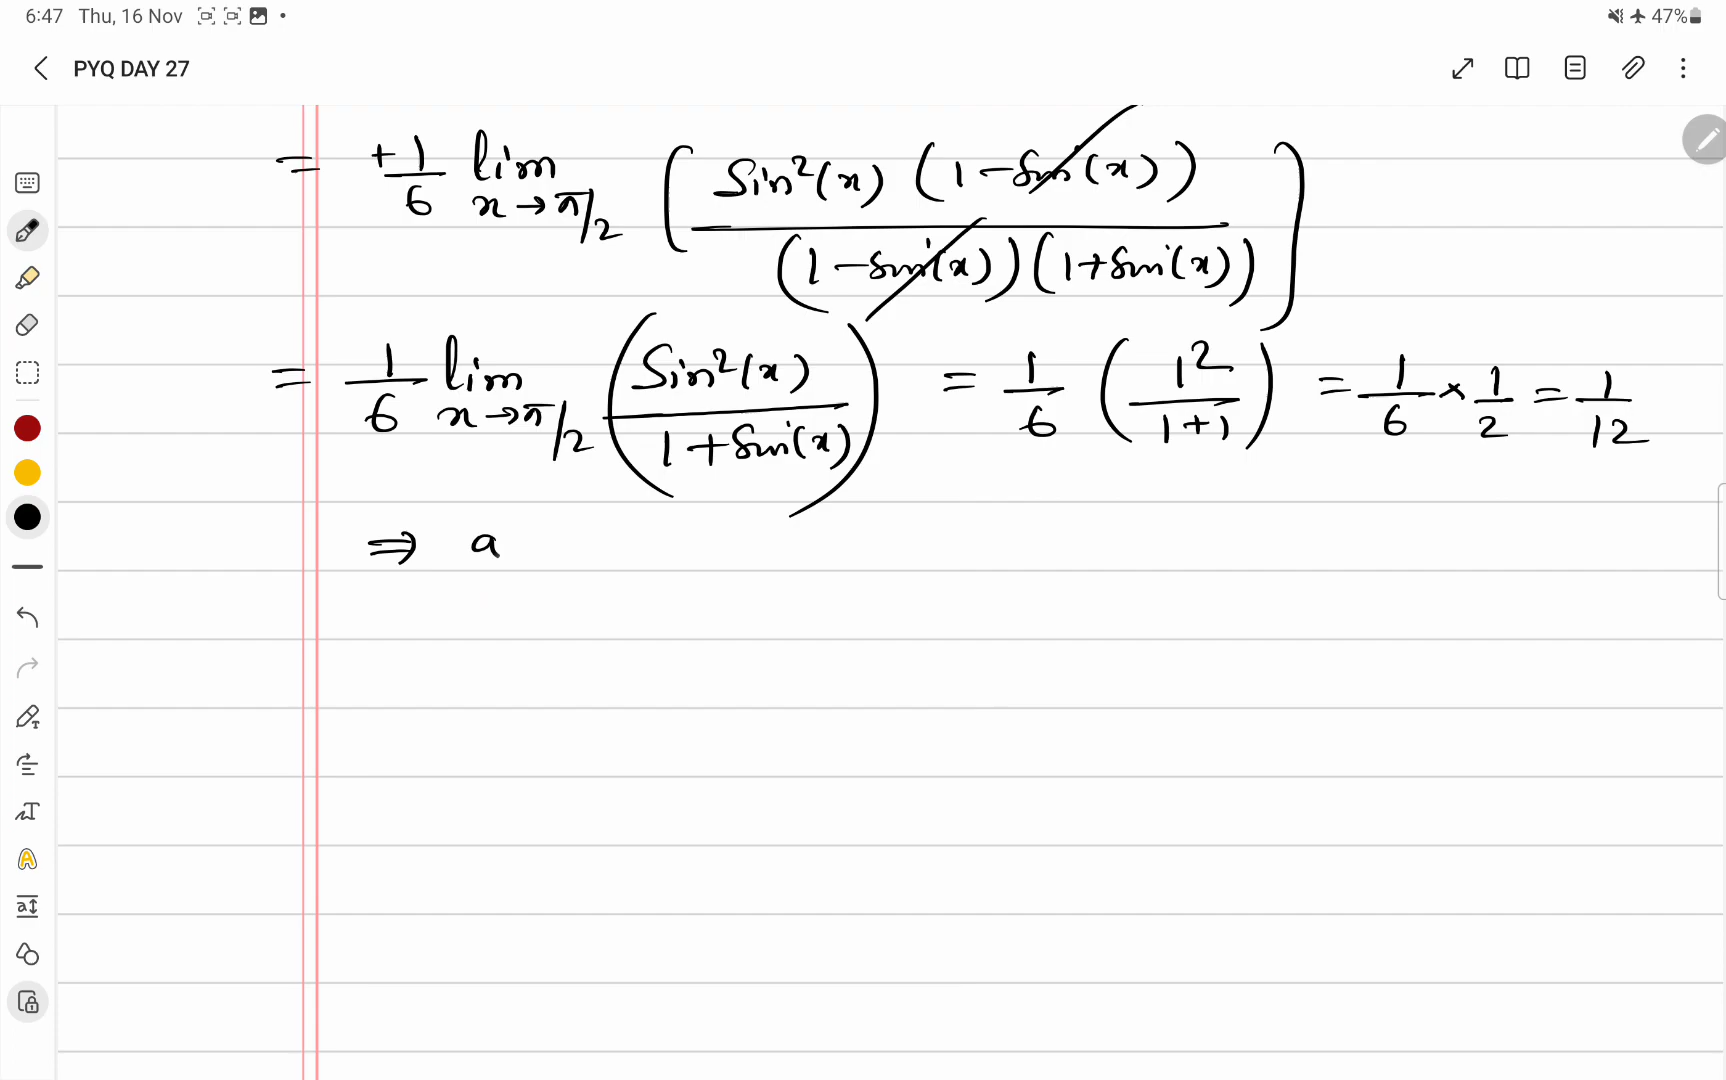 6:47 Thu, 16 Nov 47%
PYQ DAY 27
= +1/6 lim x→π/2 [ Sin²(x) (1-Sin(x)) / (1-Sin(x))(1+Sin(x)) ]
= 1/6 lim x→π/2 ( Sin²(x) / 1+Sin(x) ) = 1/6 ( 1² / 1+1 ) = 1/6 × 1/2 = 1/12
⇒ a